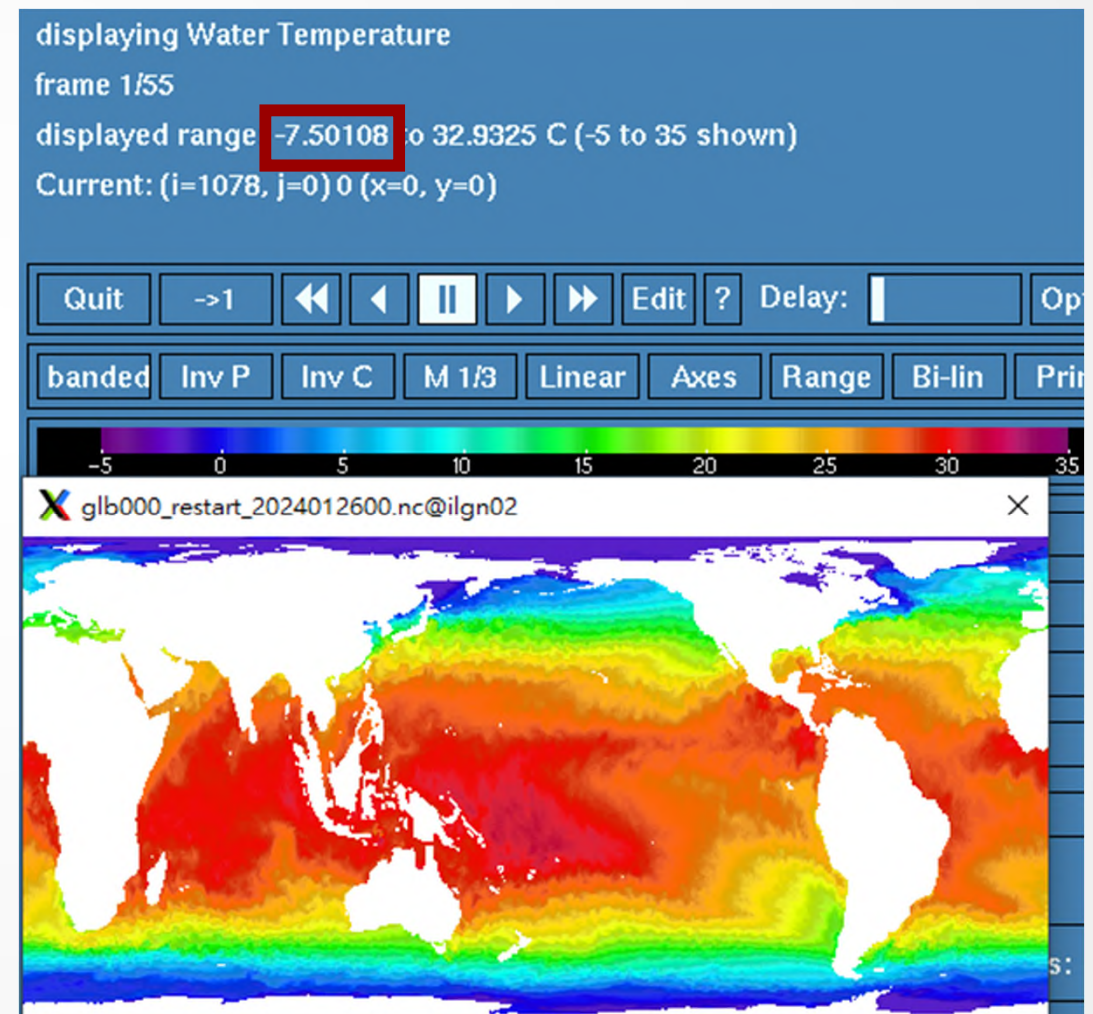 displaying Water Temperature
frame 1/55
displayed range -7.50108 to 32.9325 C (-5 to 35 shown)
Current: (i=1078, j=0) 0 (x=0, y=0)
Quit ->1 Edit ? Delay:
banded Inv P Inv C M 1/3 Linear Axes Range Bi-lin
-5 0 5 10 15 20 25 30 35
glb000_restart_2024012600.nc@ilgn02
s: